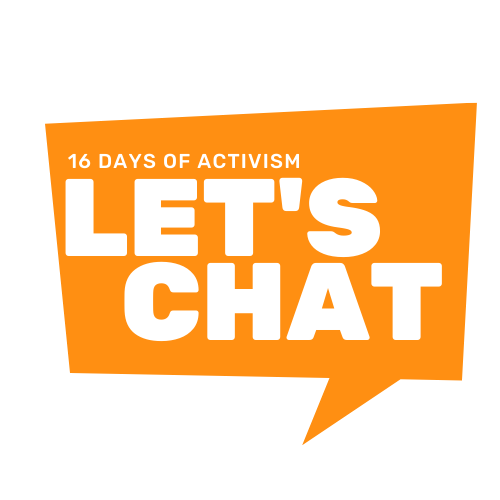 16 DAYS OF ACTIVISM
LET'S
CHAT